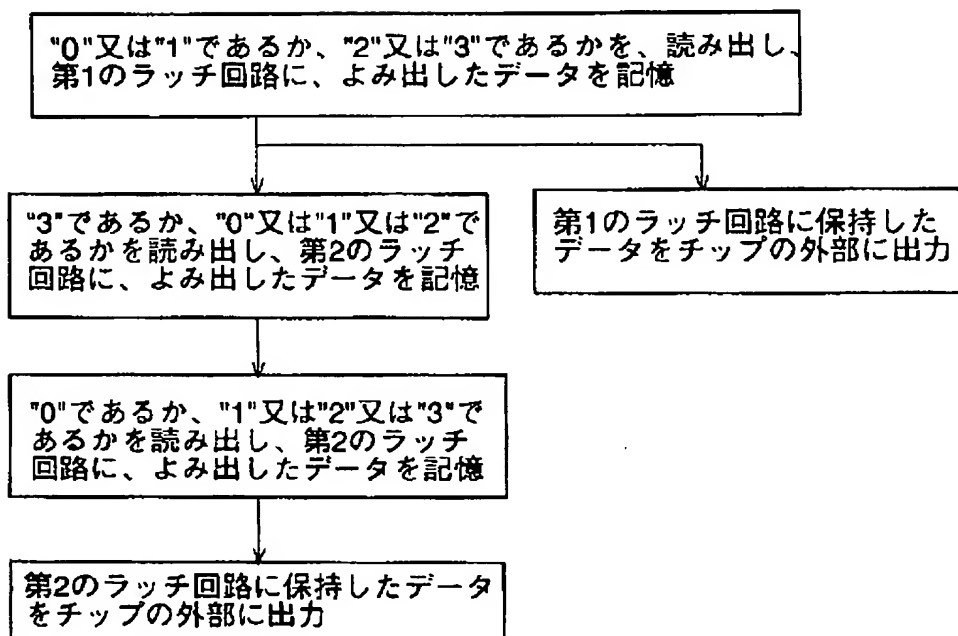 "0"又は"1"であるか、"2"又は"3"であるかを、読み出し、
第1のラッチ回路に、よみ出したデータを記憶
"3"であるか、"0"又は"1"又は"2"で
あるかを読み出し、第2のラッチ
回路に、よみ出したデータを記憶
第1のラッチ回路に保持した
データをチップの外部に出力
"0"であるか、"1"又は"2"又は"3"で
あるかを読み出し、第2のラッチ
回路に、よみ出したデータを記憶
第2のラッチ回路に保持したデータ
をチップの外部に出力